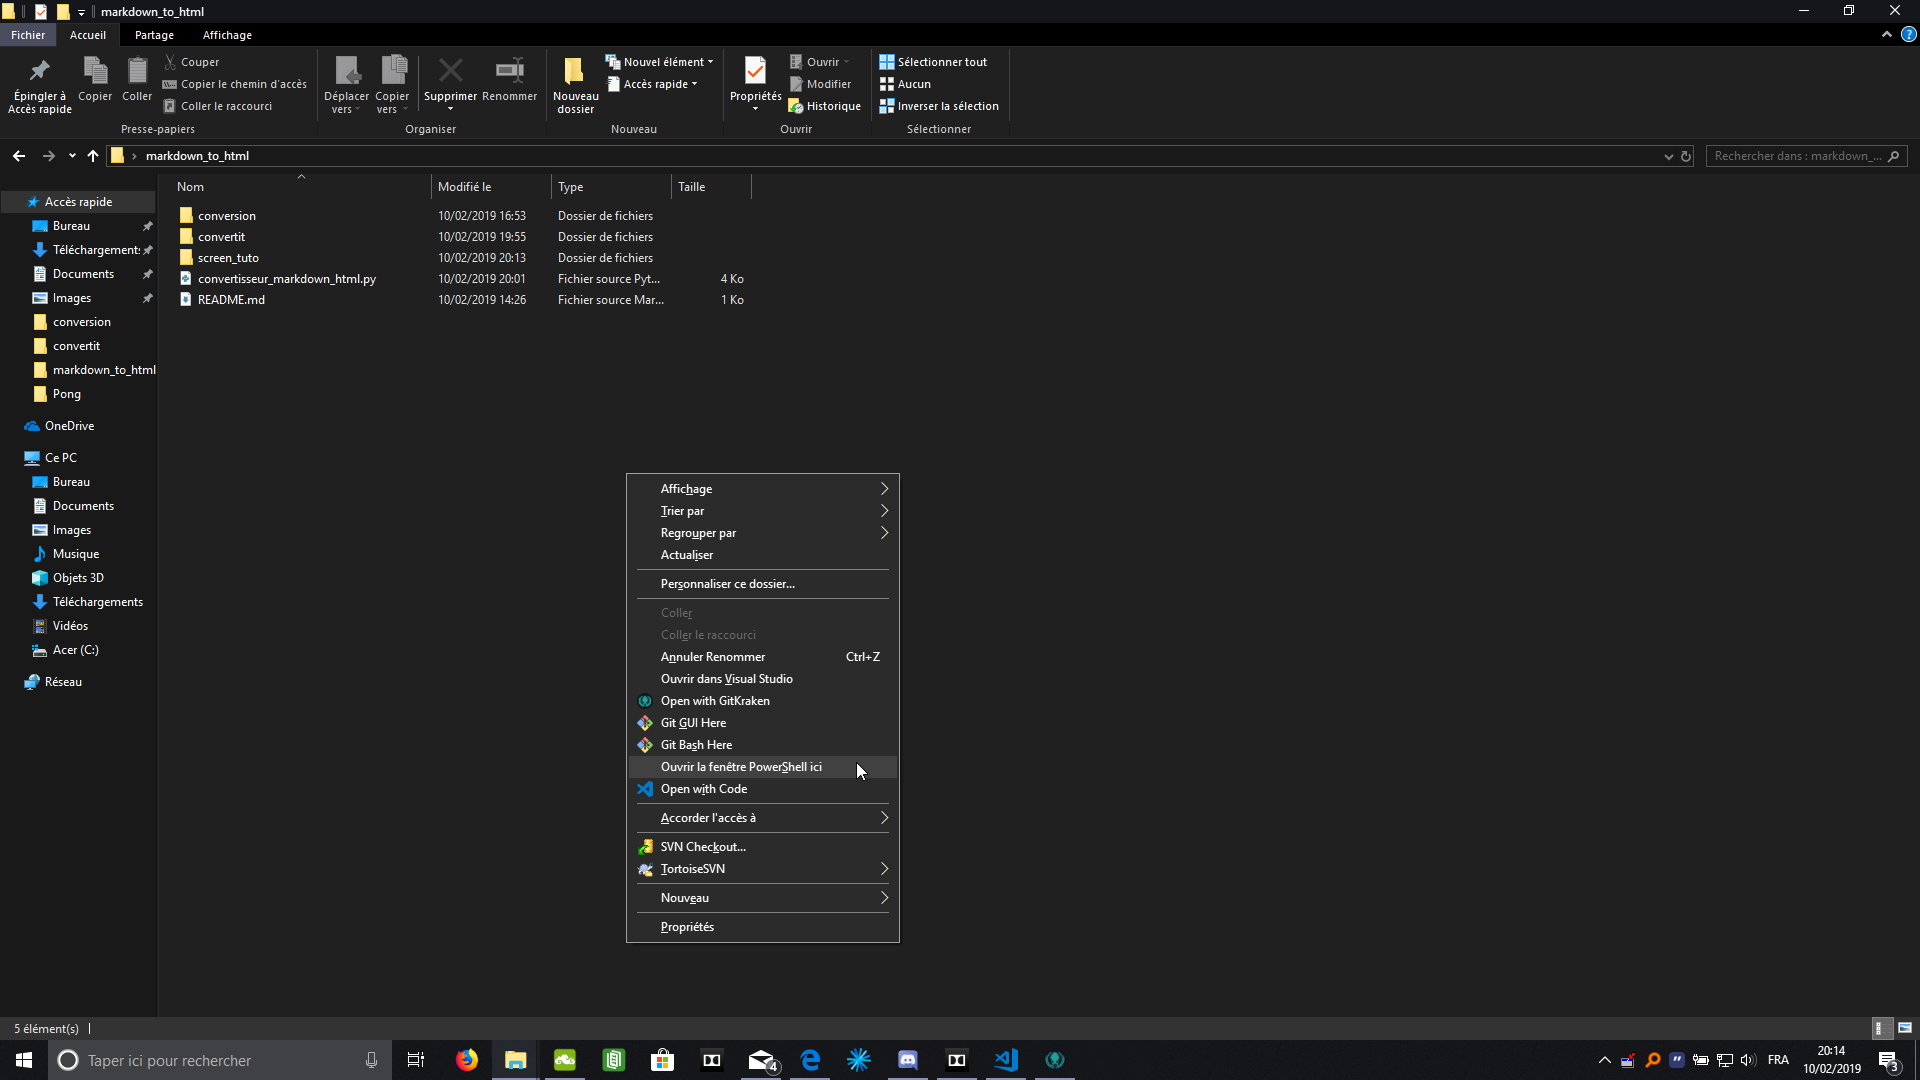 markdown_to_html
Fichier Accueil Partage Affichage
Épingler à Accès rapide
Copier
Coller
Couper
Copier le chemin d'accès
Coller le raccourci
Presse-papiers
Déplacer vers
Copier vers
Supprimer
Renommer
Organiser
Nouveau dossier
Nouvel élément
Accès rapide
Nouveau
Propriétés
Ouvrir
Modifier
Historique
Ouvrir
Sélectionner tout
Aucun
Inverser la sélection
Sélectionner
markdown_to_html
Rechercher dans : markdown_...
Accès rapide
Bureau
Téléchargement
Documents
Images
conversion
convertit
markdown_to_html
Pong
OneDrive
Ce PC
Bureau
Documents
Images
Musique
Objets 3D
Téléchargements
Vidéos
Acer (C:)
Réseau
Nom Modifié le Type Taille
conversion 10/02/2019 16:53 Dossier de fichiers
convertit 10/02/2019 19:55 Dossier de fichiers
screen_tuto 10/02/2019 20:13 Dossier de fichiers
convertisseur_markdown_html.py 10/02/2019 20:01 Fichier source Pyt... 4 Ko
README.md 10/02/2019 14:26 Fichier source Mar... 1 Ko
Affichage
Trier par
Regrouper par
Actualiser
Personnaliser ce dossier...
Coller
Coller le raccourci
Annuler Renommer Ctrl+Z
Ouvrir dans Visual Studio
Open with GitKraken
Git GUI Here
Git Bash Here
Ouvrir la fenêtre PowerShell ici
Open with Code
Accorder l'accès à
SVN Checkout...
TortoiseSVN
Nouveau
Propriétés
5 élément(s)
Taper ici pour rechercher
4
FRA
20:14
10/02/2019
3